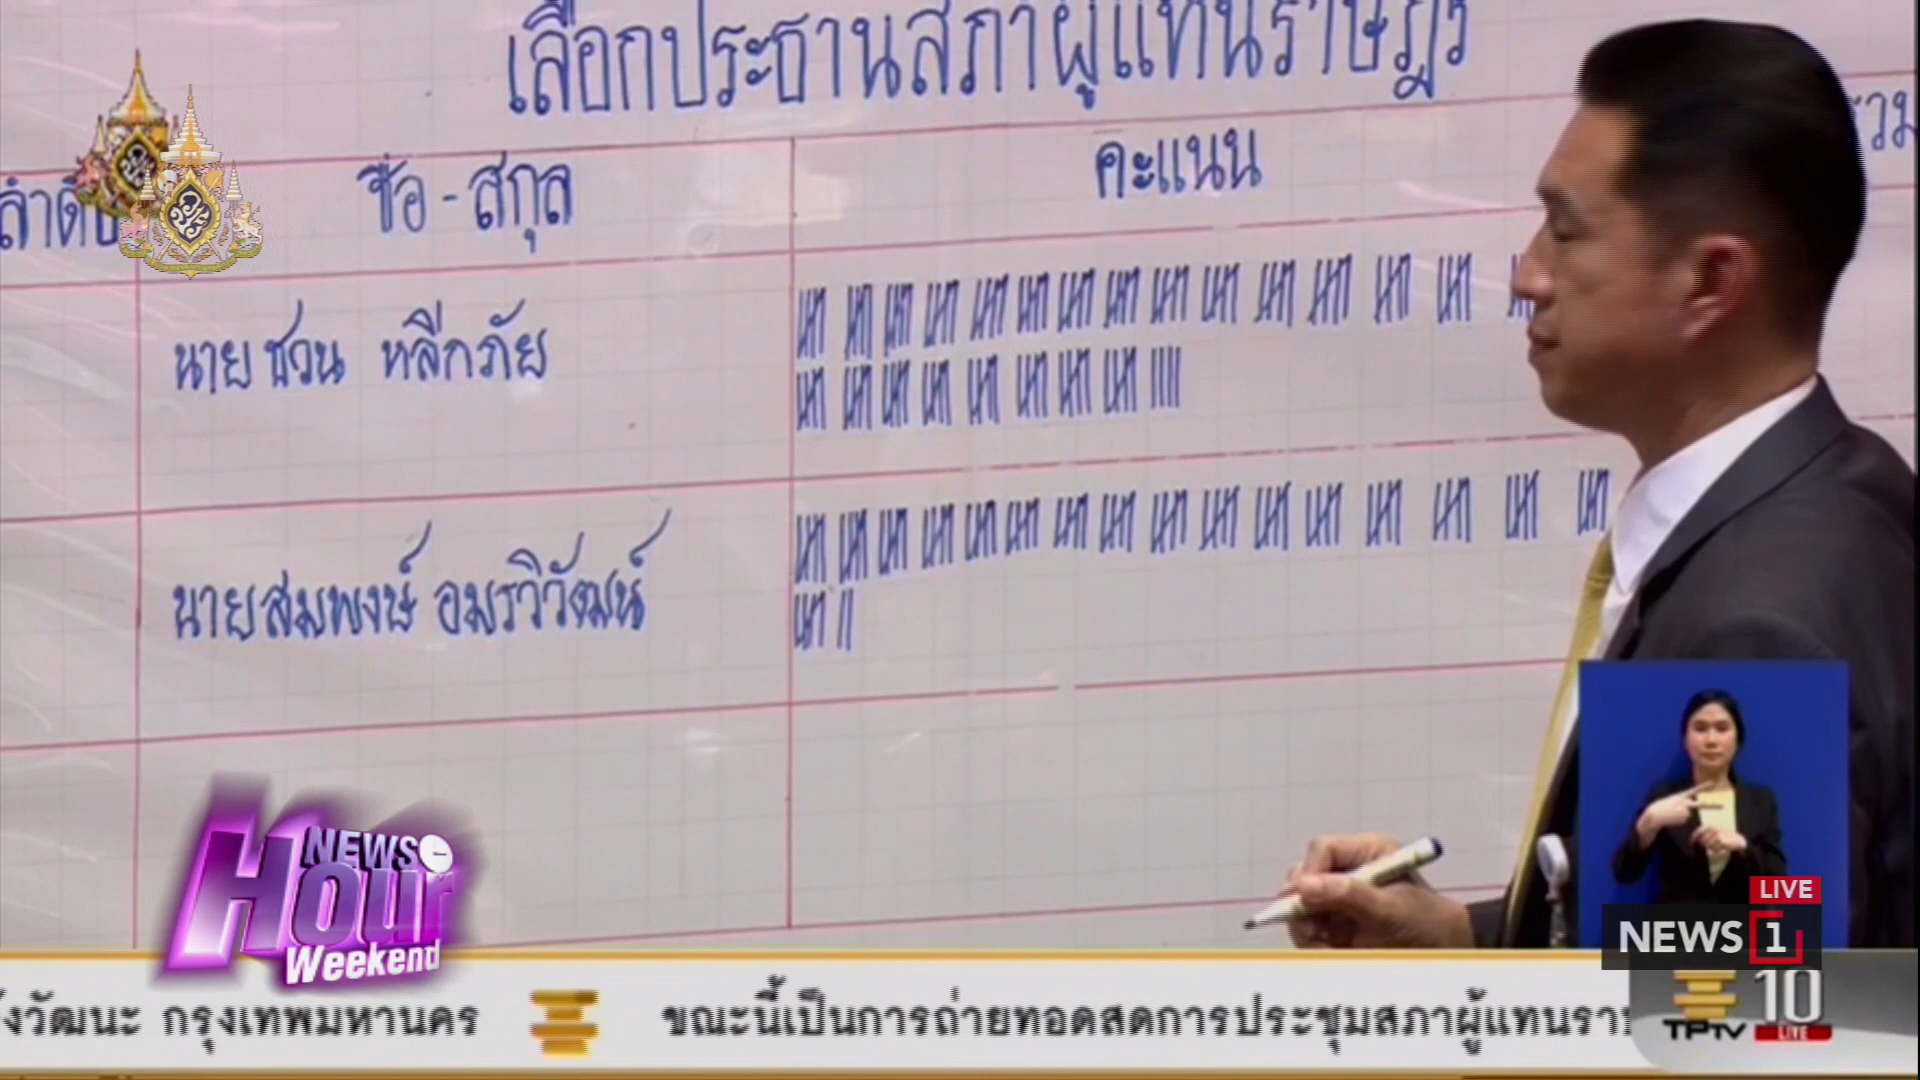 เลือกประธานสภาผู้แทนราษฎร
ชื่อ - สกุล
คะแนน
นาย ชวน หลีกภัย
นายสมพงษ์ อมรวิวัฒน์
NEWS
Hour
Weekend
LIVE
NEWS 1
กรุงเทพมหานคร
ขณะนี้เป็นการถ่ายทอดสดการประชุมสภาผู้แทนรา
10
TPTV LIVE